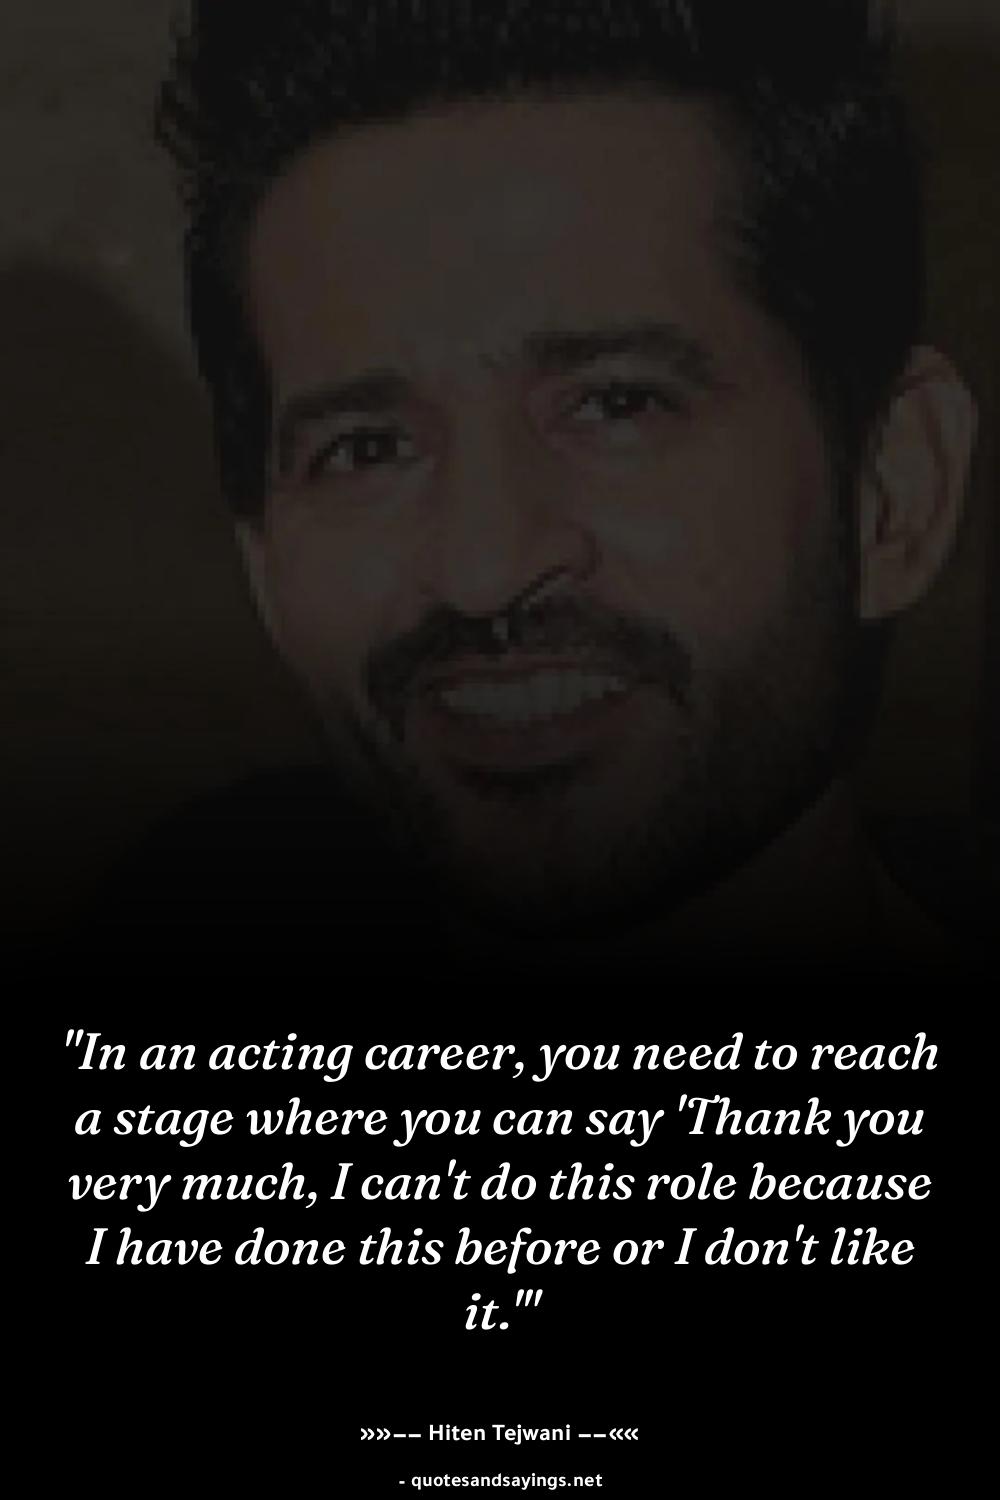 "In an acting career, you need to reach
a stage where you can say 'Thank you
very much, I can't do this role because
I have done this before or I don't like
it.'"
»»−− Hiten Tejwani −−««
- quotesandsayings.net